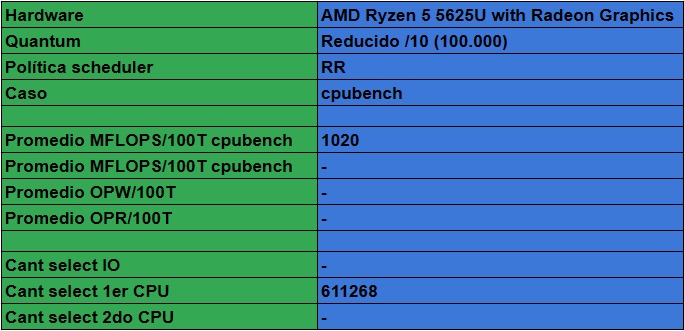 Hardware AMD Ryzen 5 5625U with Radeon Graphics
Quantum Reducido /10 (100.000)
Política scheduler RR
Caso cpubench
Promedio MFLOPS/100T cpubench 1020
Promedio MFLOPS/100T cpubench -
Promedio OPW/100T -
Promedio OPR/100T -
Cant select IO -
Cant select 1er CPU 611268
Cant select 2do CPU -